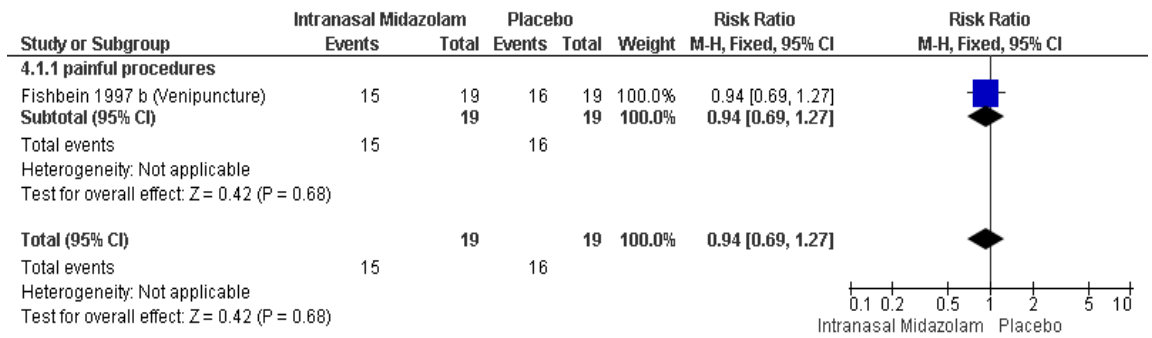 Intranasal Midazolam Placebo Risk Ratio Risk Ratio
Study or Subgroup Events Total Events Total Weight M-H, Fixed, 95% CI M-H, Fixed, 95% CI
4.1.1 painful procedures
Fishbein 1997 b (Venipuncture) 15 19 16 19 100.0% 0.94 [0.69, 1.27]
Subtotal (95% CI) 19 19 100.0% 0.94 [0.69, 1.27]
Total events 15 16
Heterogeneity: Not applicable
Test for overall effect: Z = 0.42 (P = 0.68)
Total (95% CI) 19 19 100.0% 0.94 [0.69, 1.27]
Total events 15 16
Heterogeneity: Not applicable
Test for overall effect: Z = 0.42 (P = 0.68)
0.1 0.2 0.5 1 2 5 10
Intranasal Midazolam Placebo